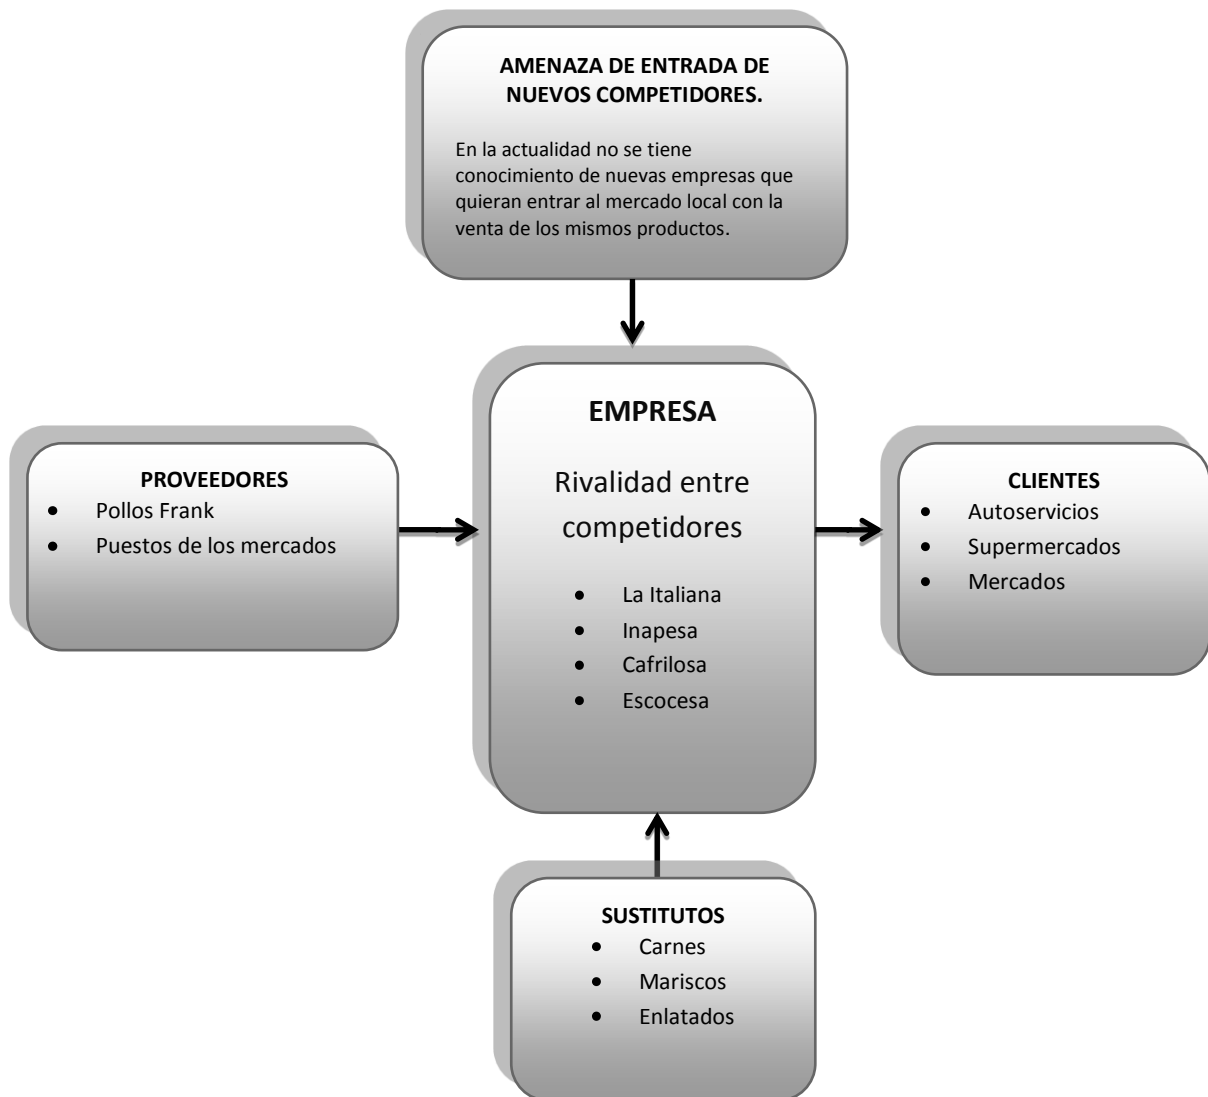 AMENAZA DE ENTRADA DE
NUEVOS COMPETIDORES.
En la actualidad no se tiene
conocimiento de nuevas empresas que
quieran entrar al mercado local con la
venta de los mismos productos.
EMPRESA
Rivalidad entre
competidores
• La Italiana
• Inapesa
• Cafrilosa
• Escocesa
PROVEEDORES
• Pollos Frank
• Puestos de los mercados
CLIENTES
• Autoservicios
• Supermercados
• Mercados
SUSTITUTOS
• Carnes
• Mariscos
• Enlatados